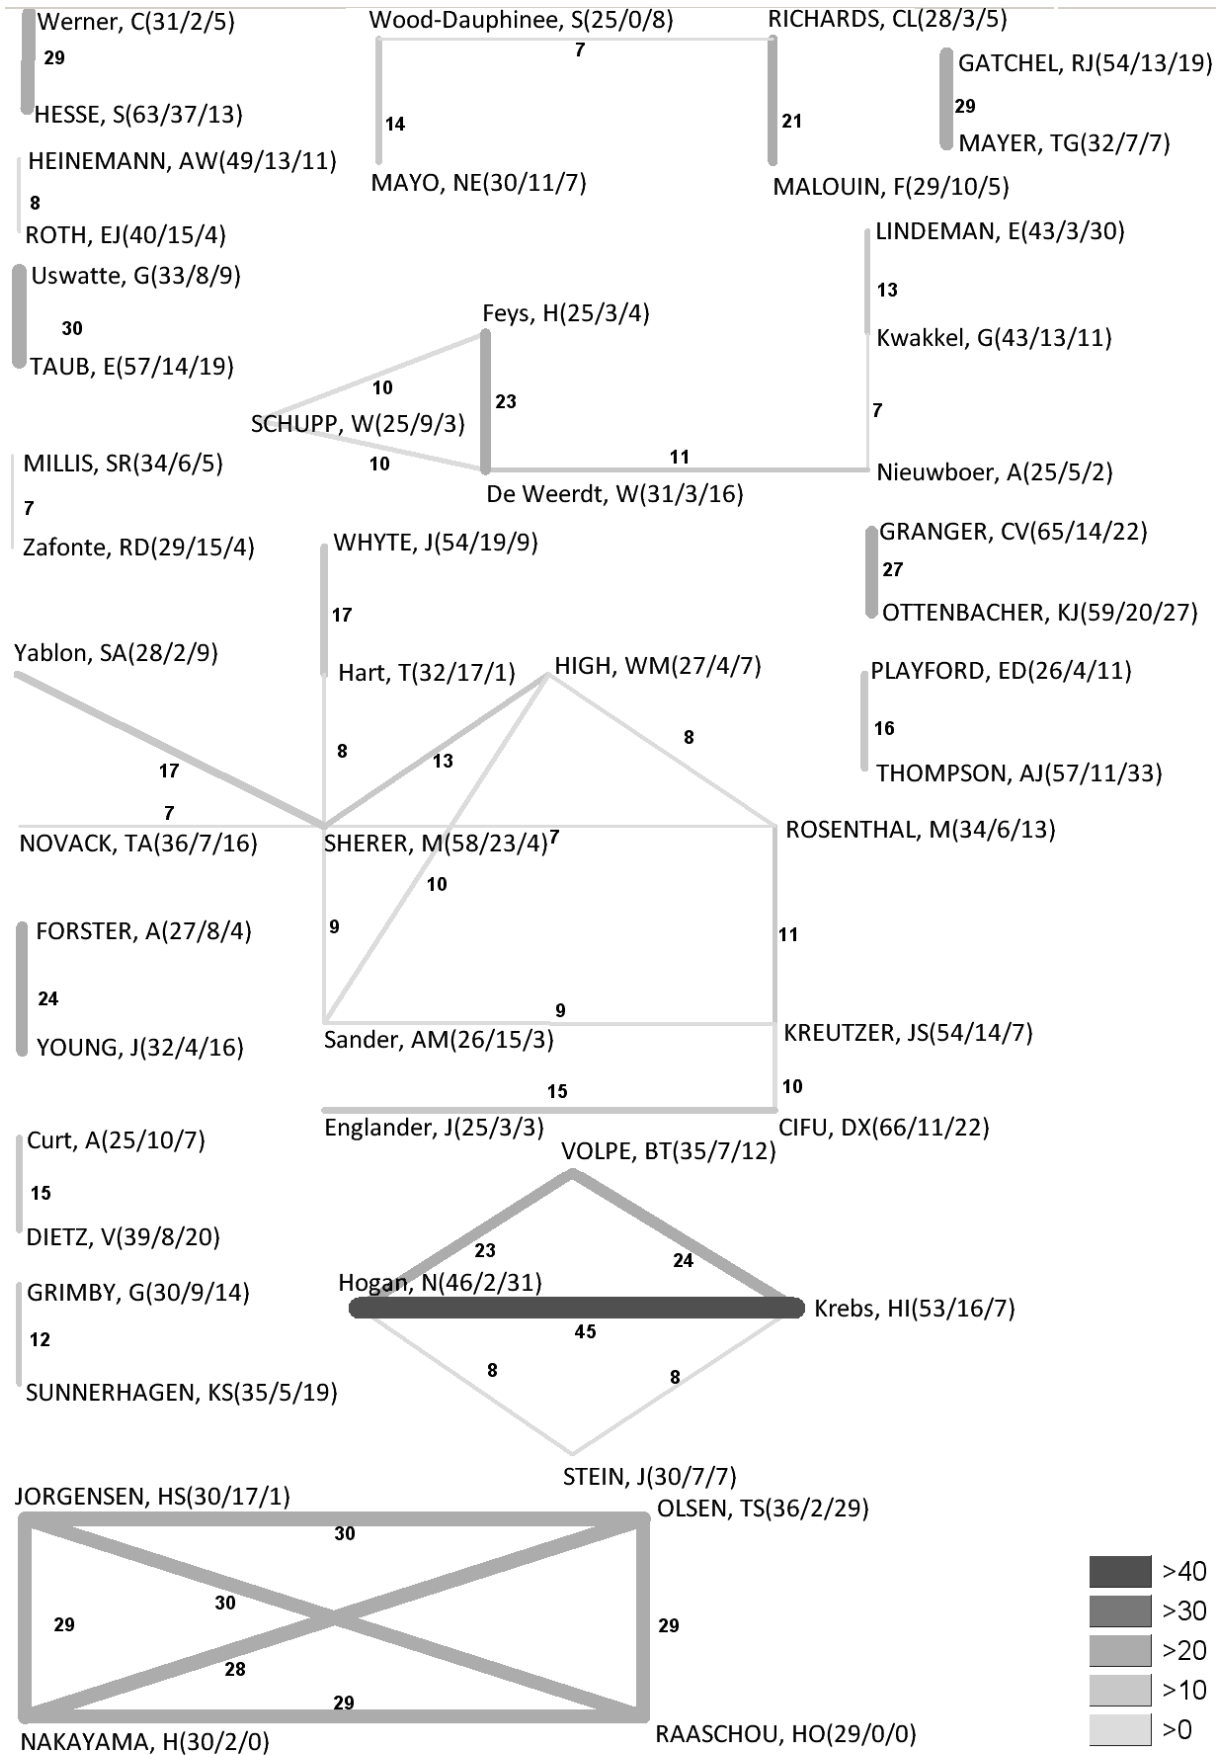 Werner, C(31/2/5)
29
HESSE, S(63/37/13)
Wood-Dauphinee, S(25/0/8)
7
RICHARDS, CL(28/3/5)
14
21
MAYO, NE(30/11/7)
MALOUIN, F(29/10/5)
GATCHEL, RJ(54/13/19)
29
MAYER, TG(32/7/7)
HEINEMANN, AW(49/13/11)
8
ROTH, EJ(40/15/4)
Uswatte, G(33/8/9)
30
TAUB, E(57/14/19)
LINDEMAN, E(43/3/30)
13
Kwakkel, G(43/13/11)
7
Nieuwboer, A(25/5/2)
Feys, H(25/3/4)
10
23
SCHUPP, W(25/9/3)
10
11
De Weerdt, W(31/3/16)
MILLIS, SR(34/6/5)
7
Zafonte, RD(29/15/4)
GRANGER, CV(65/14/22)
27
OTTENBACHER, KJ(59/20/27)
WHYTE, J(54/19/9)
17
Yablon, SA(28/2/9)
Hart, T(32/17/1)
HIGH, WM(27/4/7)
8
13
8
17
7
NOVACK, TA(36/7/16)
SHERER, M(58/23/4)
7
ROSENTHAL, M(34/6/13)
10
9
11
9
Sander, AM(26/15/3)
KREUTZER, JS(54/14/7)
15
10
Englander, J(25/3/3)
CIFU, DX(66/11/22)
PLAYFORD, ED(26/4/11)
16
THOMPSON, AJ(57/11/33)
FORSTER, A(27/8/4)
24
YOUNG, J(32/4/16)
Curt, A(25/10/7)
15
DIETZ, V(39/8/20)
VOLPE, BT(35/7/12)
23
24
Hogan, N(46/2/31)
Krebs, HI(53/16/7)
45
8
8
STEIN, J(30/7/7)
GRIMBY, G(30/9/14)
12
SUNNERHAGEN, KS(35/5/19)
JORGENSEN, HS(30/17/1)
OLSEN, TS(36/2/29)
30
30
29
29
28
29
NAKAYAMA, H(30/2/0)
RAASCHOU, HO(29/0/0)
>40
>30
>20
>10
>0